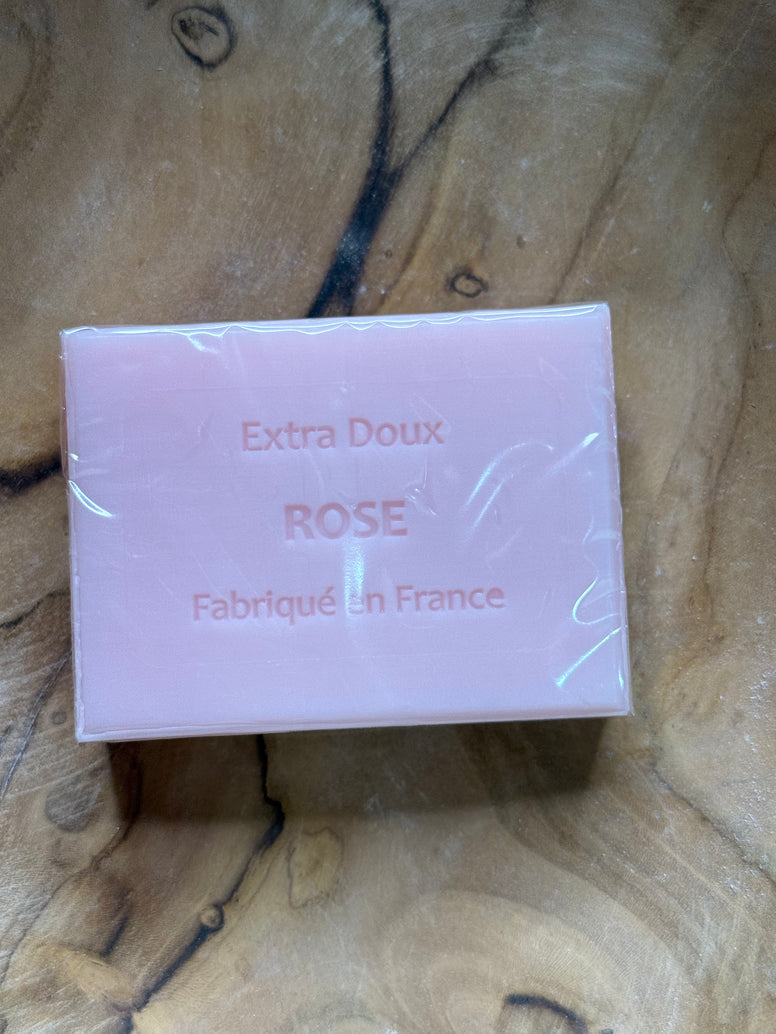 Extra Doux
ROSE
Fabriqué en France